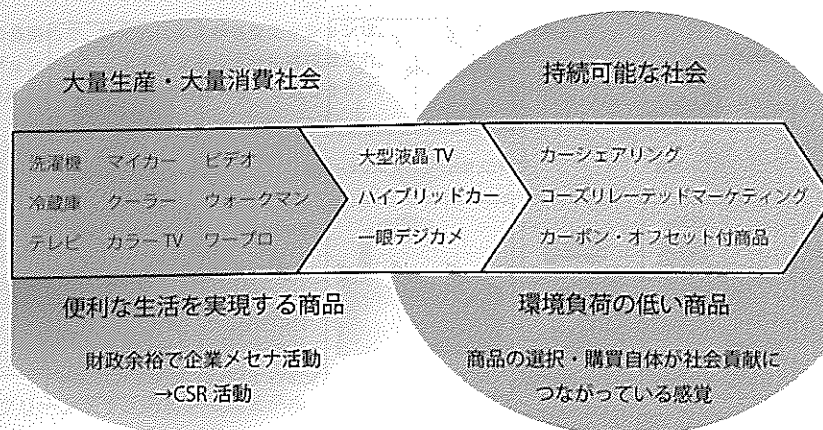 大量生産・大量消費社会
持続可能な社会
洗濯機 マイカー ビデオ
冷蔵庫 クーラー ウォークマン
テレビ カラーTV ワープロ
大型液晶TV
ハイブリッドカー
一眼デジカメ
カーシェアリング
コーズリレーテッドマーケティング
カーボン・オフセット付商品
便利な生活を実現する商品
財政余裕で企業メセナ活動
→CSR活動
環境負荷の低い商品
商品の選択・購買自体が社会貢献に
つながっている感覚